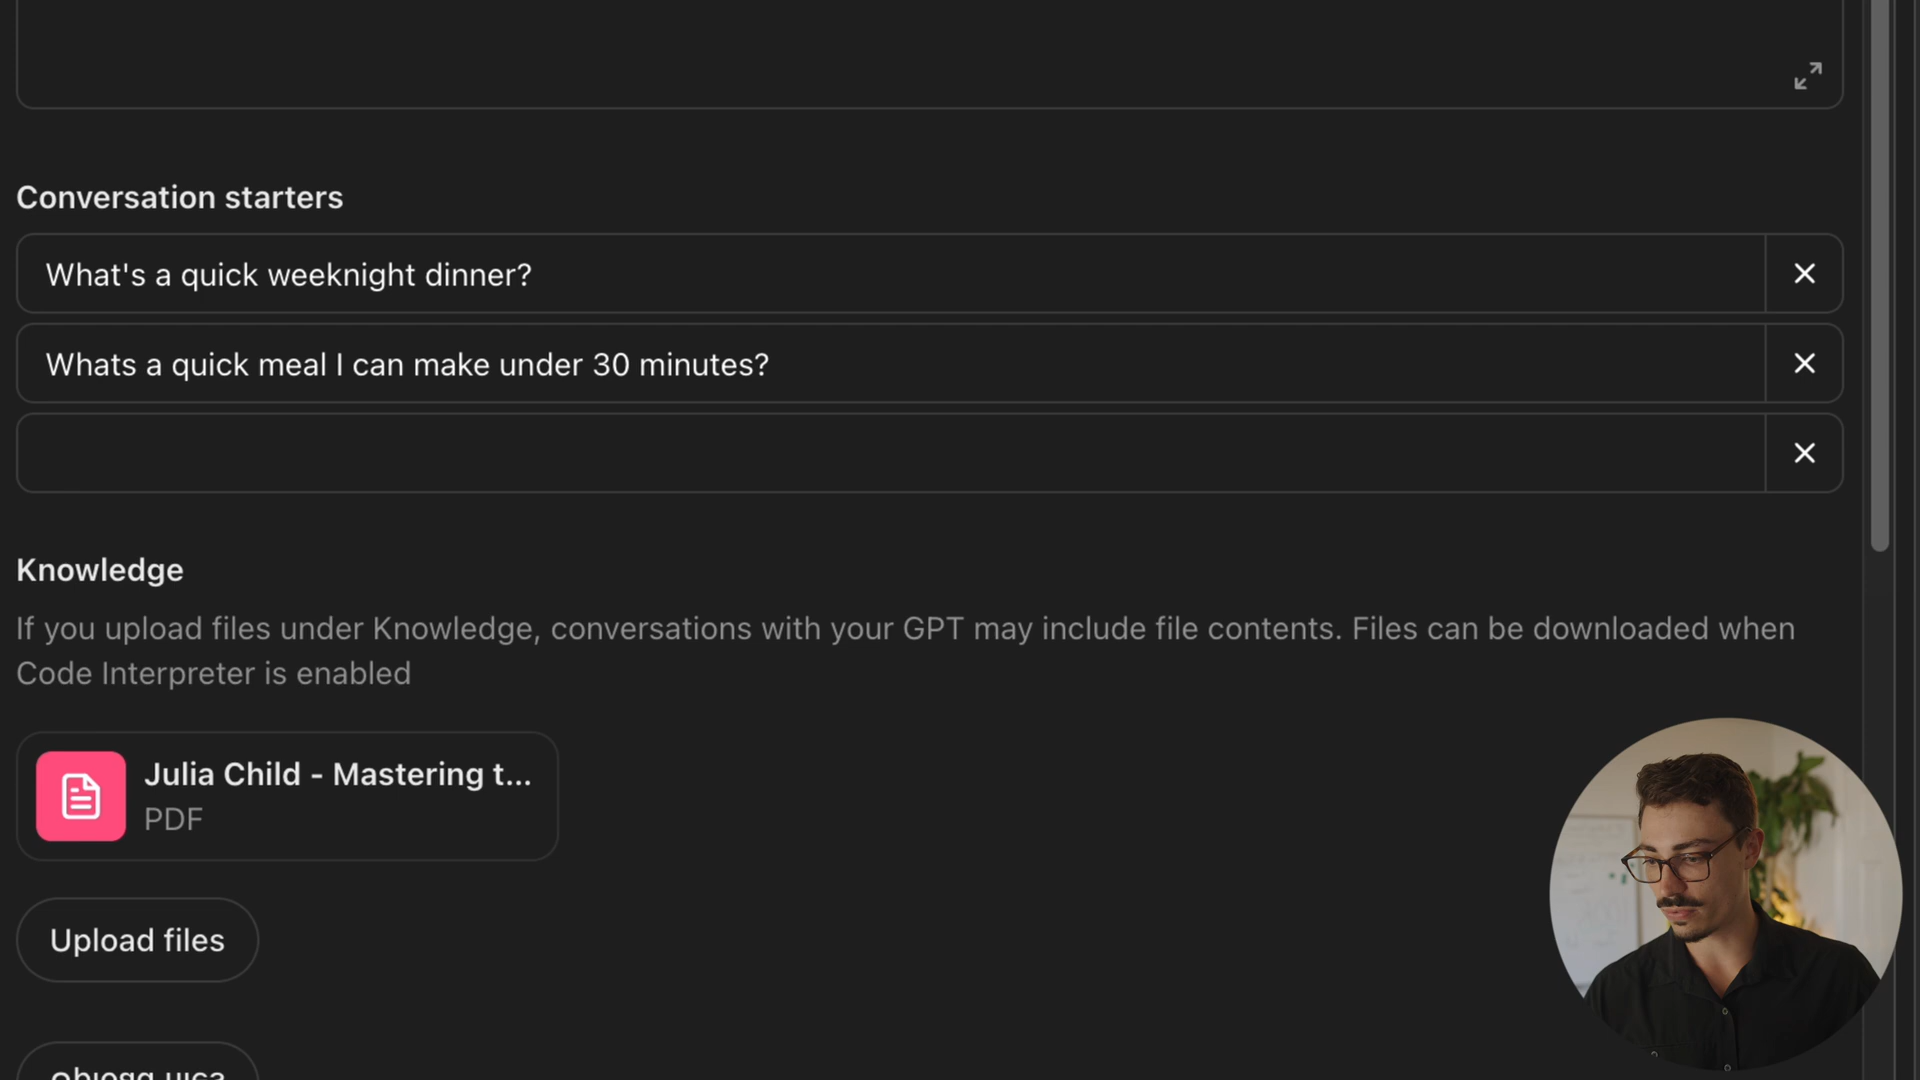 Conversation starters
What's a quick weeknight dinner?
Whats a quick meal I can make under 30 minutes?
Knowledge
If you upload files under Knowledge, conversations with your GPT may include file contents. Files can be downloaded when
Code Interpreter is enabled
Julia Child - Mastering t...
PDF
Upload files